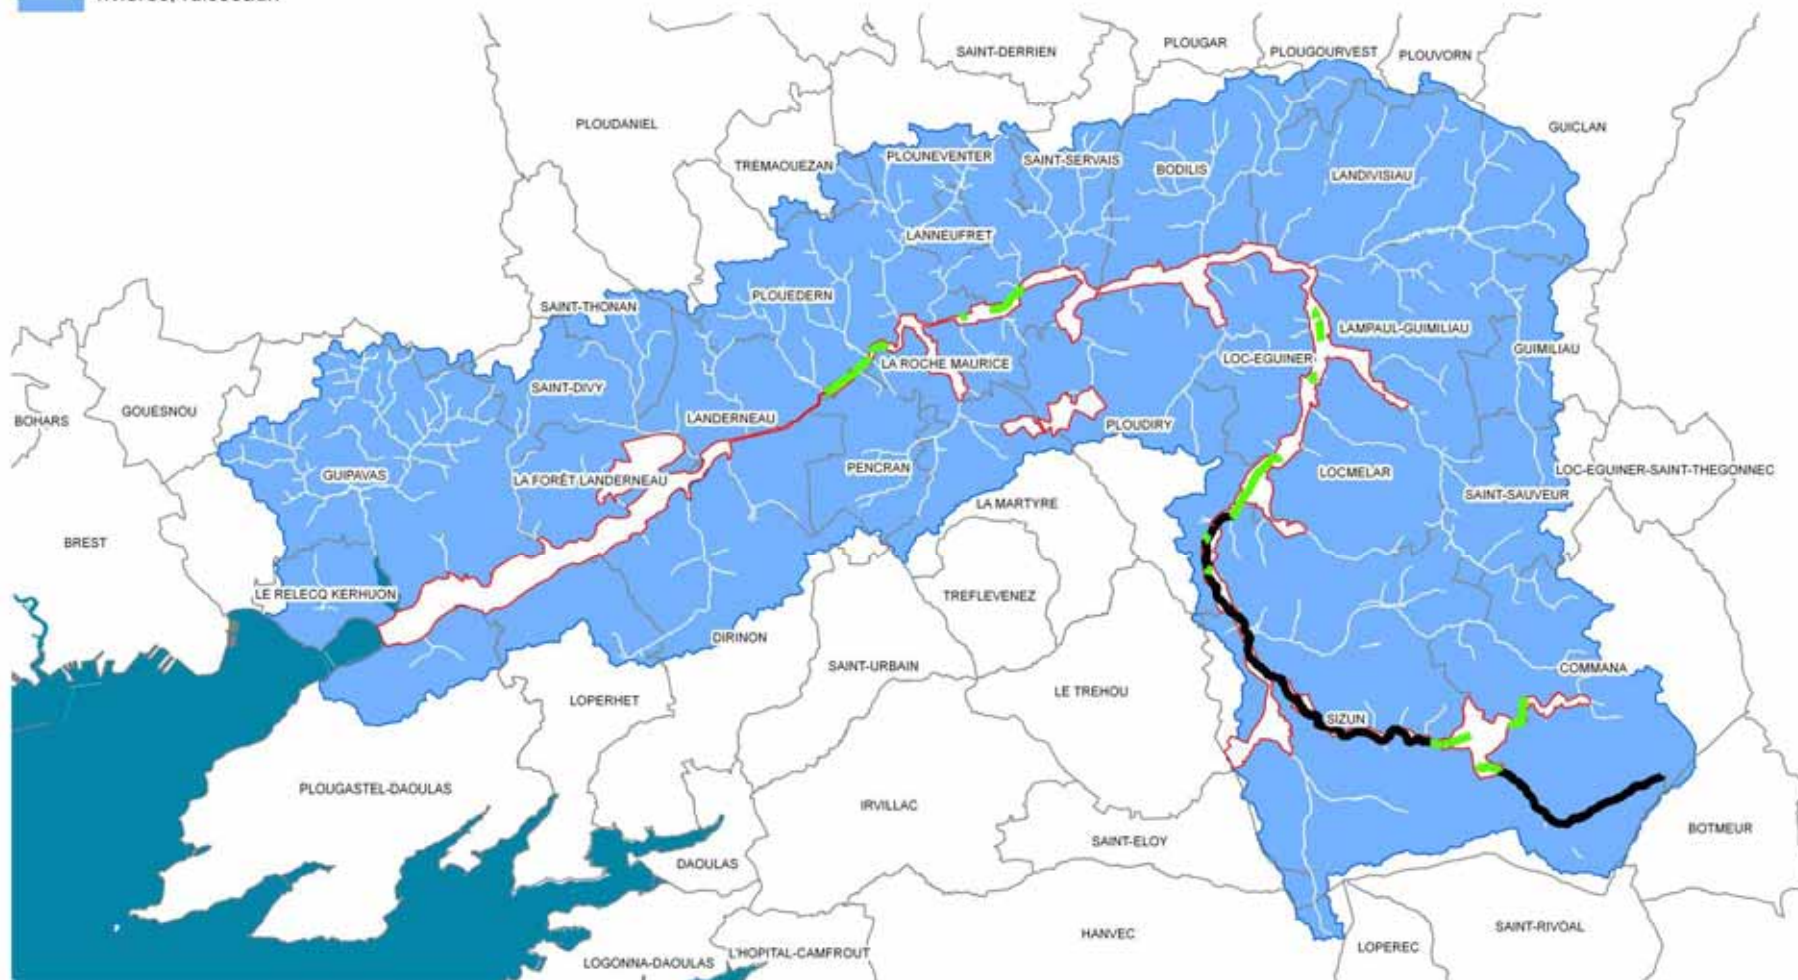 SAINT-DERRIEN
PLOUGAR
PLOUGOURVEST
PLOUVORN
PLOUDANIEL
GUICLAN
TREMAOUEZAN
PLOUNEVENTER
SAINT-SERVAIS
BODILIS
LANDIVISIAU
LANNEUFRET
PLOUEDERN
SAINT-THONAN
LAMPAUL-GUIMILIAU
GUIMILIAU
LA ROCHE MAURICE
LOC-EGUINER
SAINT-DIVY
GOUESNOU
BOHARS
LANDERNEAU
PLOUDIRY
GUIPAVAS
LA FORÊT LANDERNEAU
PENCRAN
LOCMELAR
LOC-EGUINER-SAINT-THEGONNEC
SAINT-SAUVEUR
LA MARTYRE
BREST
LE RELECQ KERHUON
TREFLEVENEZ
DIRINON
SAINT-URBAIN
COMMANA
LE TREHOU
LOPERHET
SIZUN
PLOUGASTEL-DAOULAS
IRVILLAC
BOTMEUR
SAINT-ELOY
DAOULAS
SAINT-RIVOAL
HANVEC
LOPEREC
L'HOPITAL-CAMFROUT
LOGONNA-DAOULAS